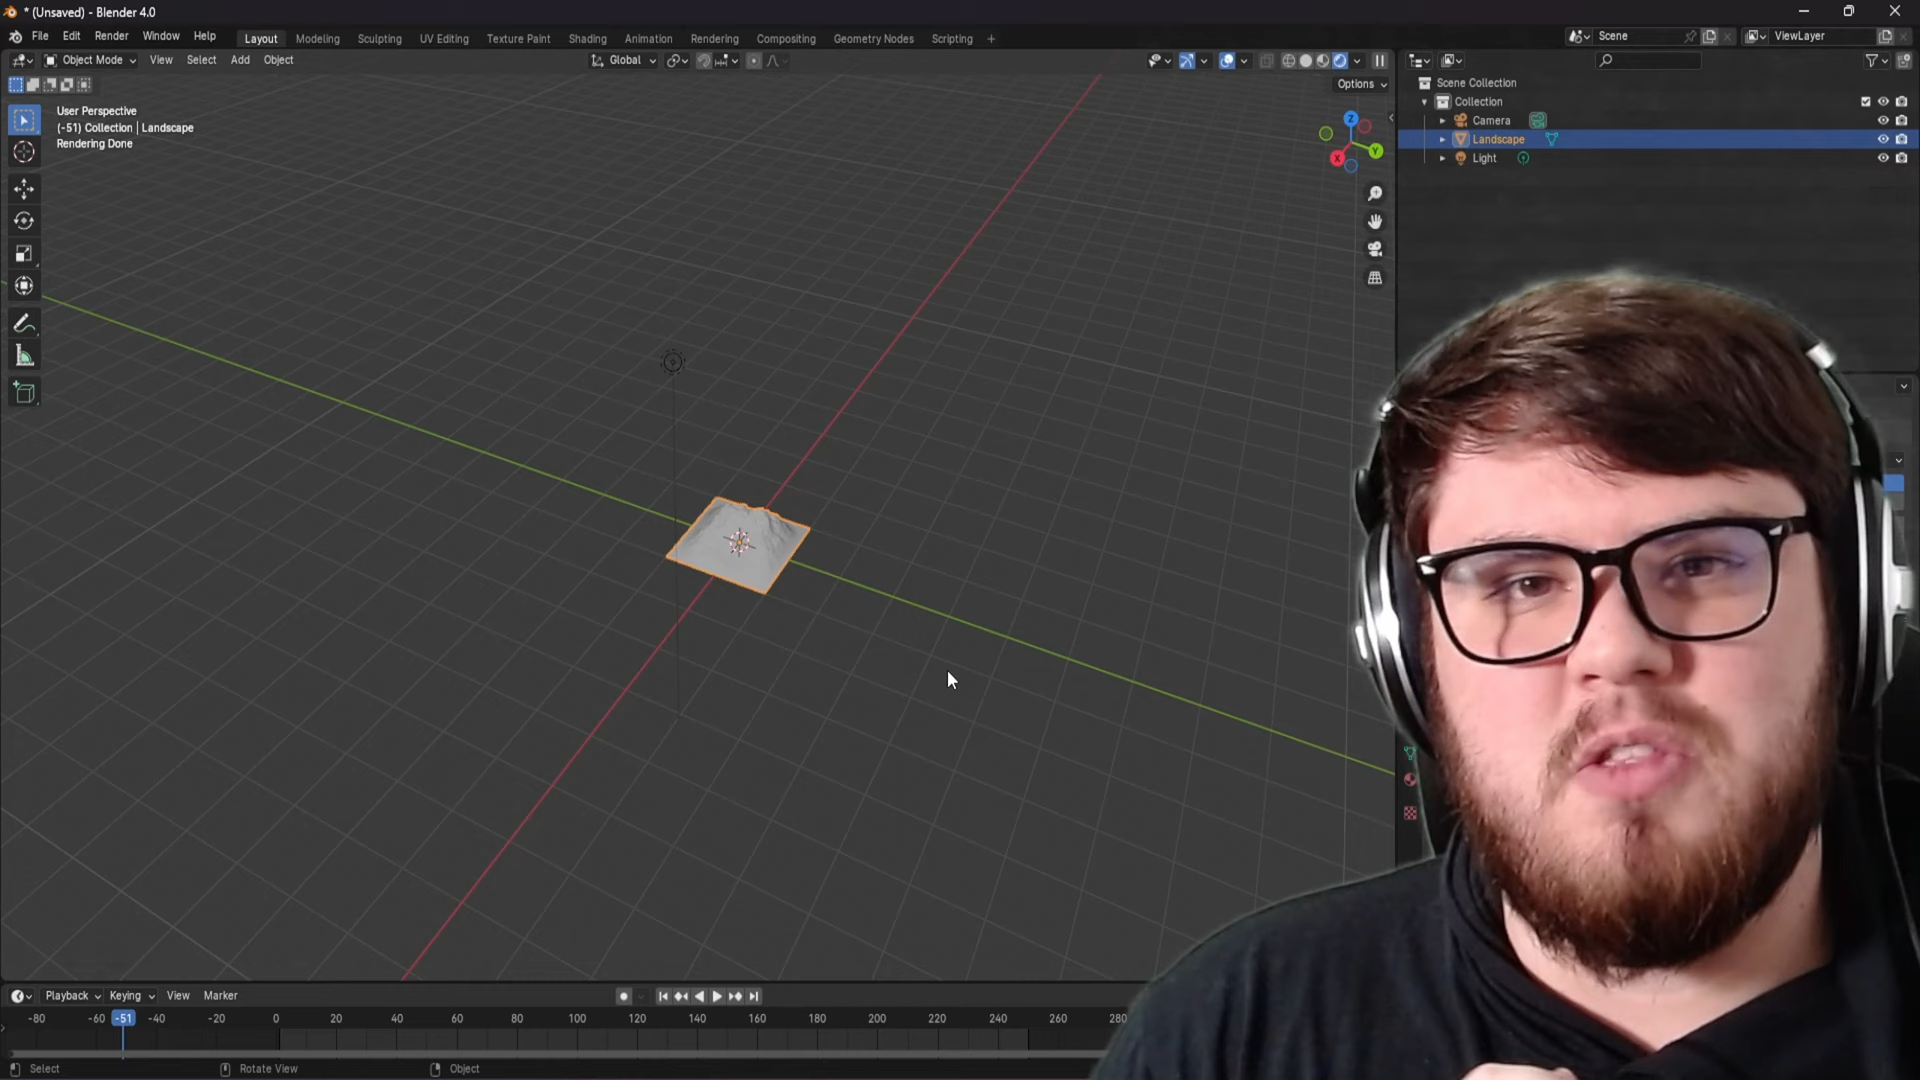 * (Unsaved) - Blender 4.0
File Edit Render Window Help
Layout Modeling Sculpting UV Editing Texture Paint Shading Animation Rendering Compositing Geometry Nodes Scripting +
Scene
ViewLayer
Object Mode View Select Add Object
Global
Options
User Perspective
(-51) Collection | Landscape
Rendering Done
Z
Y
X
Scene Collection
Collection
Camera
Landscape
Light
Playback Keying View Marker
-80 -60 -51 -40 -20 0 20 40 60 80 100 120 140 160 180 200 220 240 260 280
Select Rotate View Object